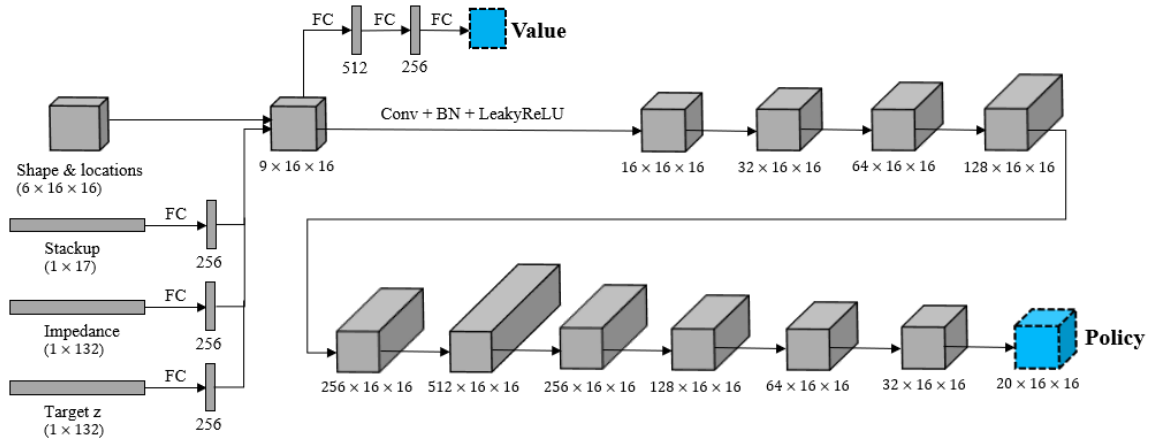 FC
FC
FC
Value
512
256
Conv + BN + LeakyReLU
Shape & locations
(6 × 16 × 16)
9 × 16 × 16
16 × 16 × 16
32 × 16 × 16
64 × 16 × 16
128 × 16 × 16
FC
Stackup
(1 × 17)
256
FC
Impedance
(1 × 132)
256
FC
Target z
(1 × 132)
256
256 × 16 × 16
512 × 16 × 16
256 × 16 × 16
128 × 16 × 16
64 × 16 × 16
32 × 16 × 16
20 × 16 × 16
Policy